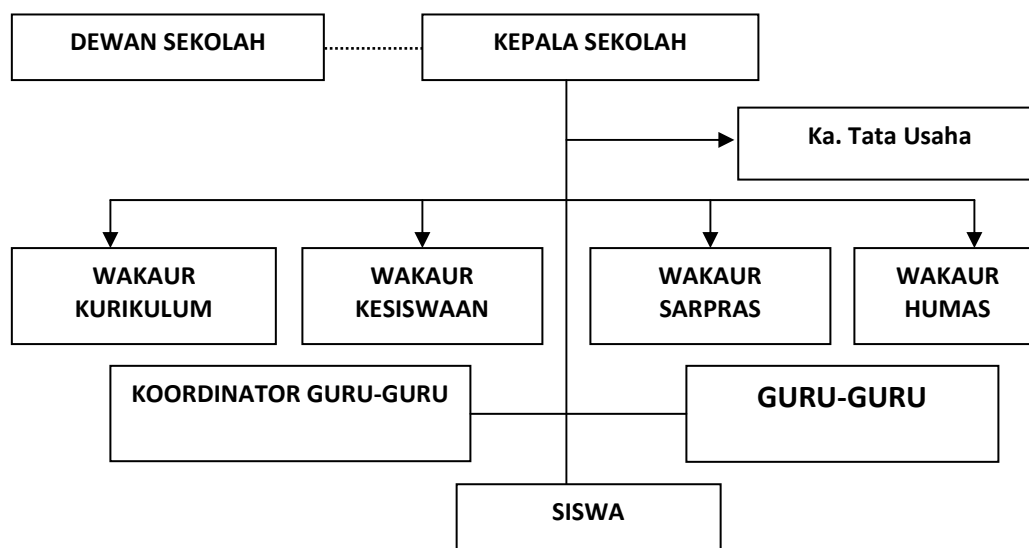 DEWAN SEKOLAH
KEPALA SEKOLAH
Ka. Tata Usaha
WAKAUR
KURIKULUM
WAKAUR
KESISWAAN
WAKAUR
SARPRAS
WAKAUR
HUMAS
KOORDINATOR GURU-GURU
GURU-GURU
SISWA